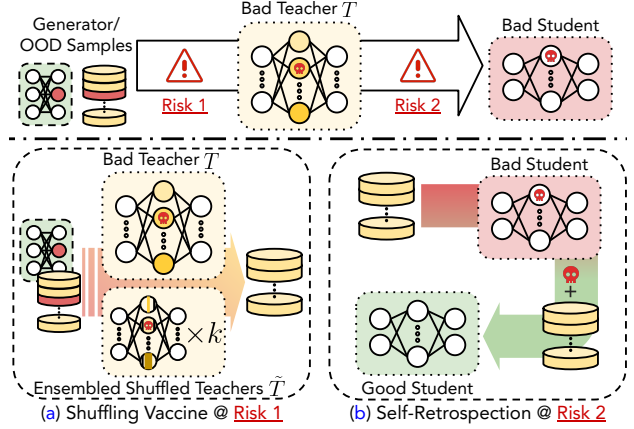 Generator/
OOD Samples
Bad Teacher T
Bad Student
Risk 1
Risk 2
Bad Teacher T
× k
Ensembled Shuffled Teachers T̃
(a) Shuffling Vaccine @ Risk 1
Bad Student
+
Good Student
(b) Self-Retrospection @ Risk 2